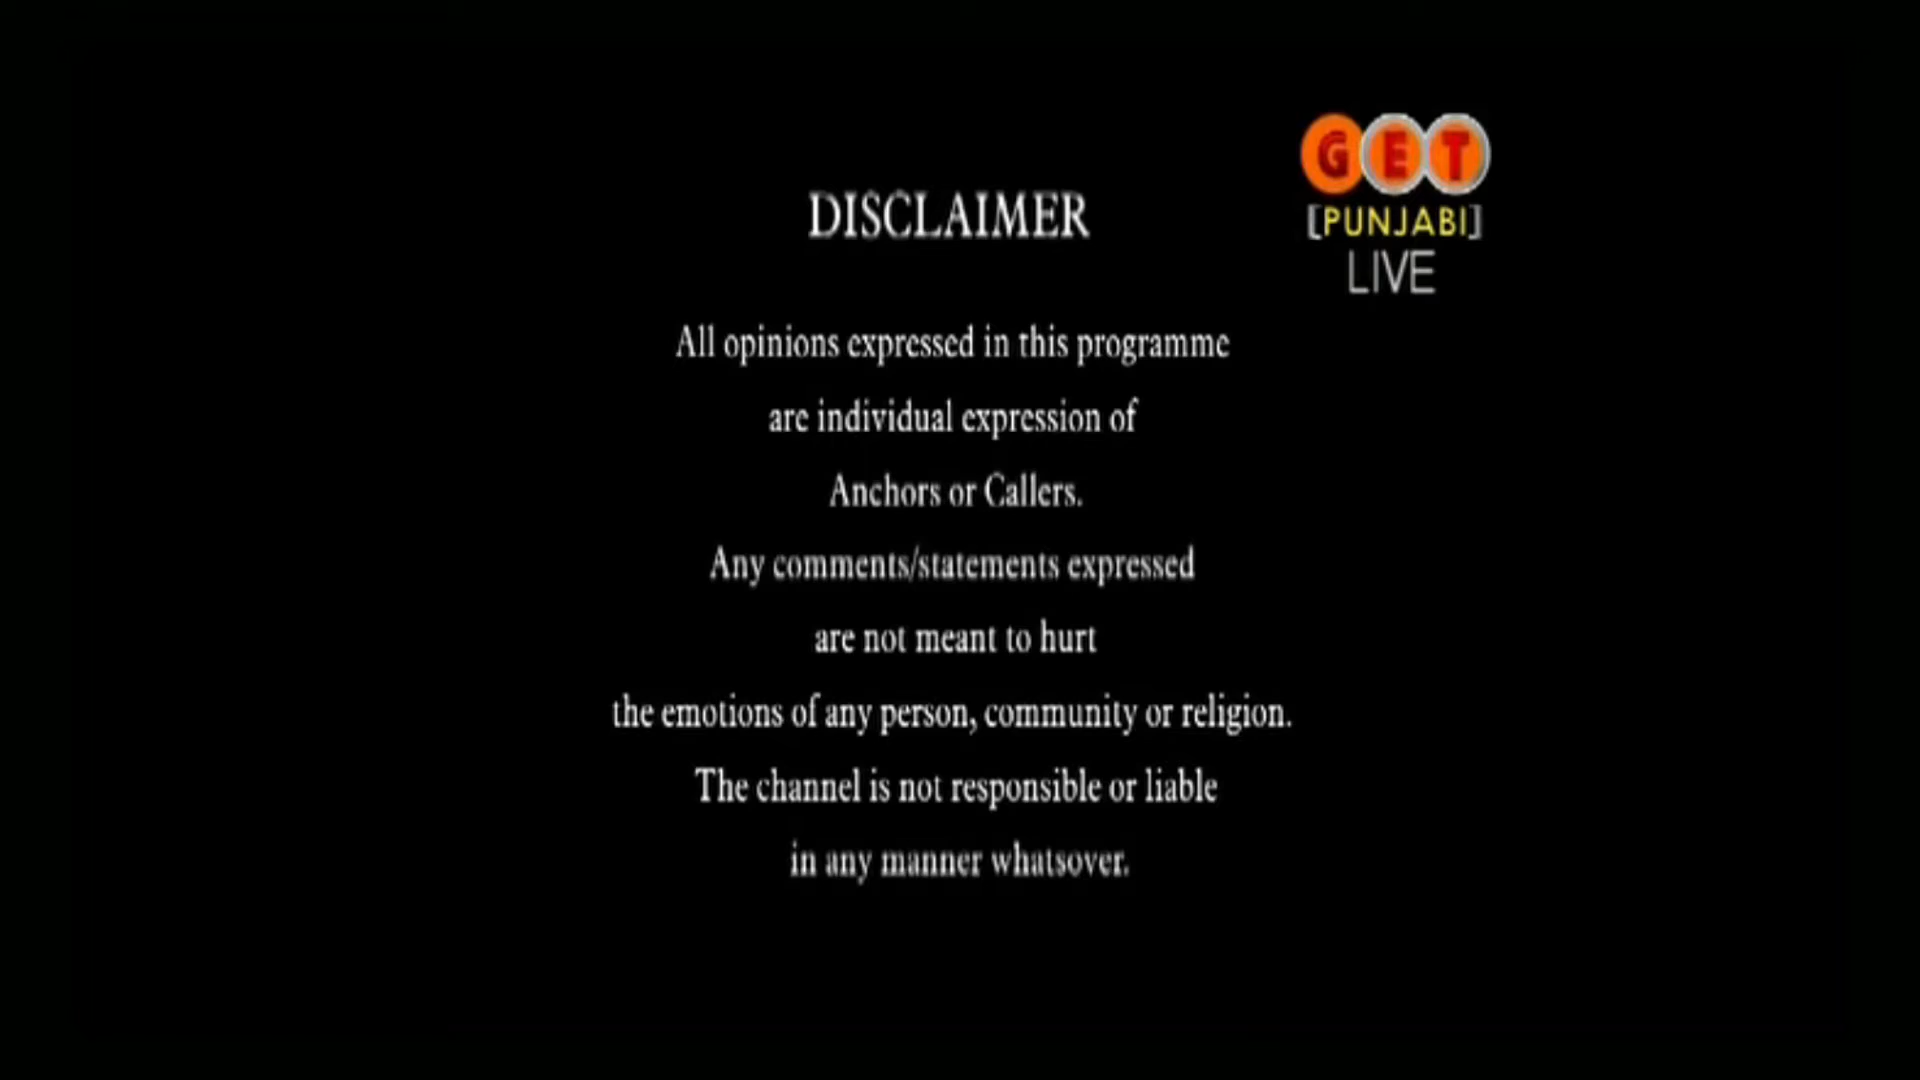 GET
[PUNJABI]
LIVE
DISCLAIMER
All opinions expressed in this programme
are individual expression of
Anchors or Callers.
Any comments/statements expressed
are not meant to hurt
the emotions of any person, community or religion.
The channel is not responsible or liable
in any manner whatsover.